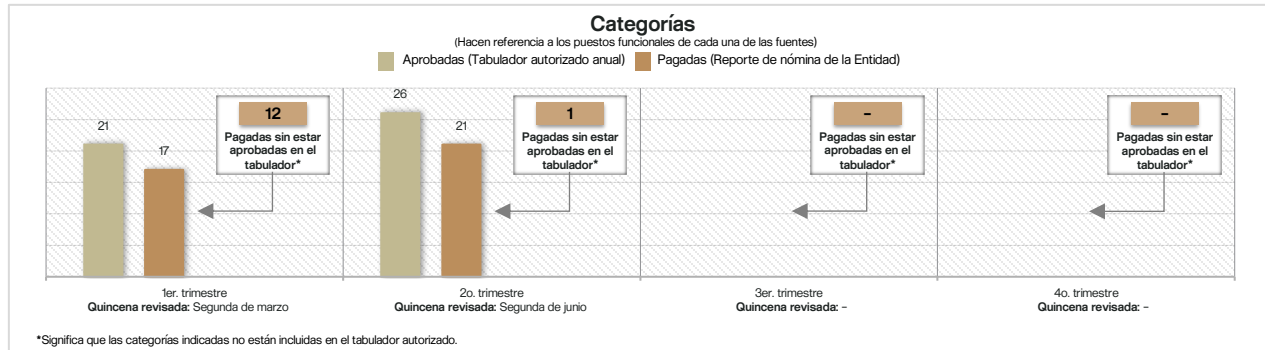 Categorías
(Hacen referencia a los puestos funcionales de cada una de las fuentes)
Aprobadas (Tabulador autorizado anual) Pagadas (Reporte de nómina de la Entidad)
21
17
12
Pagadas sin estar
aprobadas en el
tabulador*
26
21
1
Pagadas sin estar
aprobadas en el
tabulador*
–
Pagadas sin estar
aprobadas en el
tabulador*
–
Pagadas sin estar
aprobadas en el
tabulador*
1er. trimestre
Quincena revisada: Segunda de marzo
2o. trimestre
Quincena revisada: Segunda de junio
3er. trimestre
Quincena revisada: –
4o. trimestre
Quincena revisada: –
*Significa que las categorías indicadas no están incluidas en el tabulador autorizado.